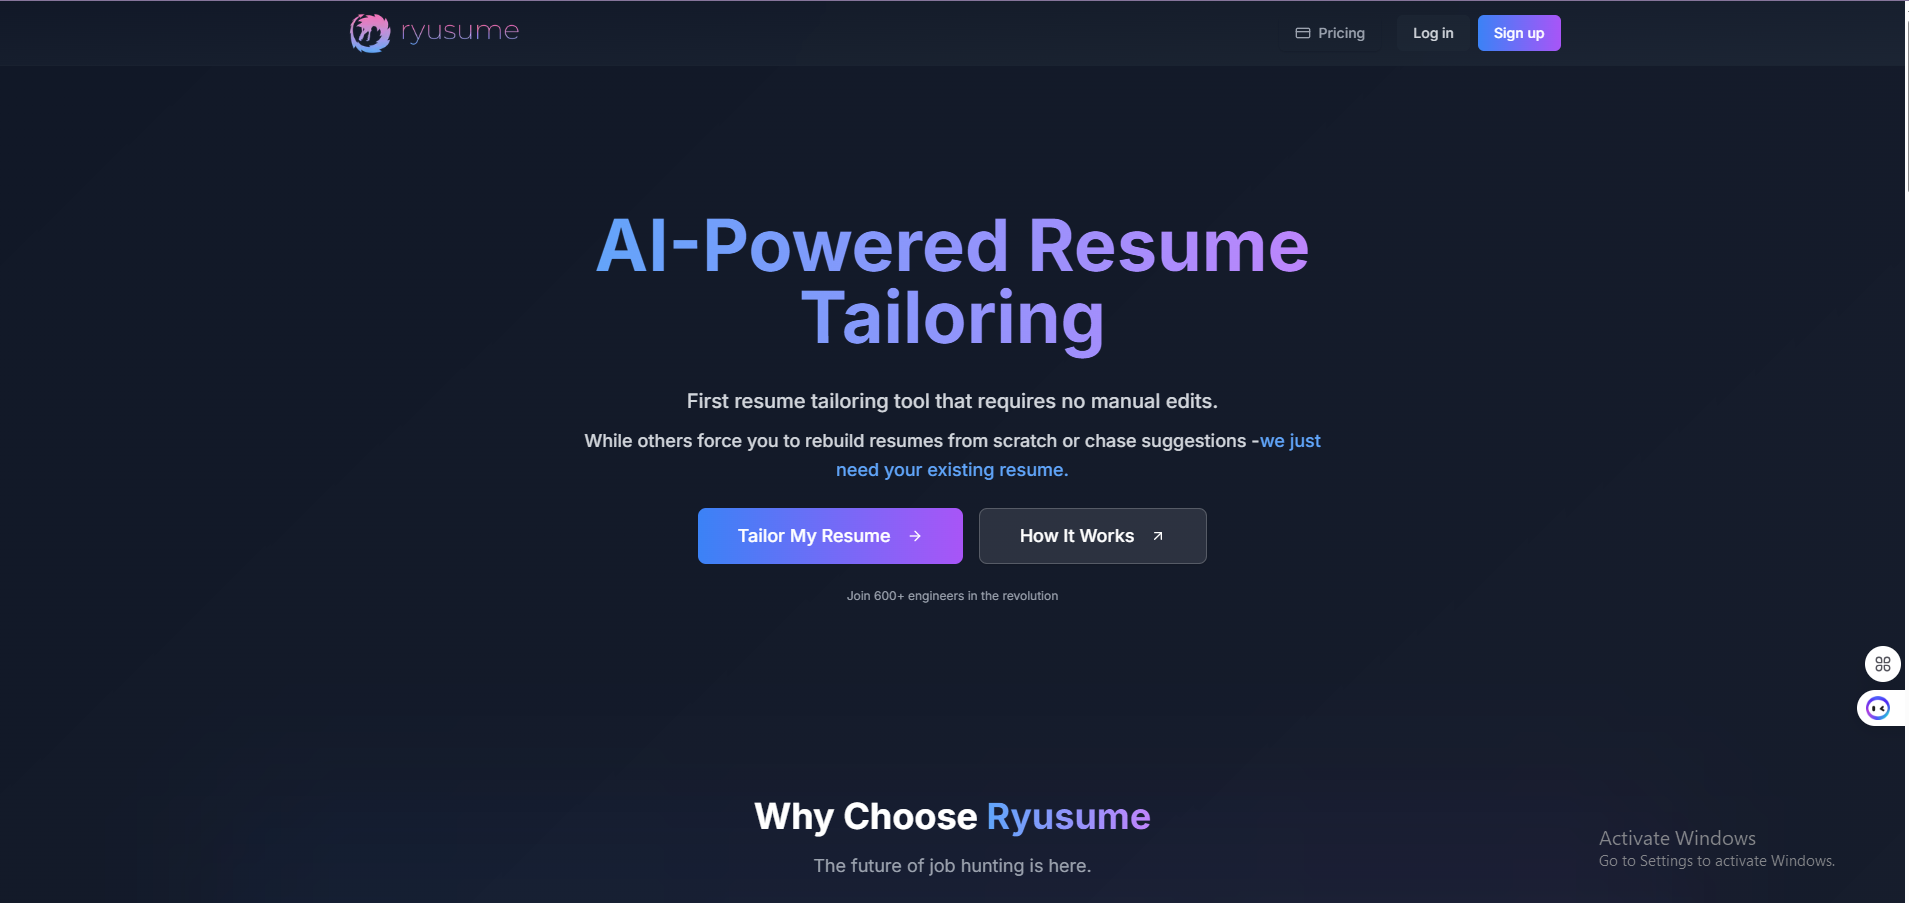 ryusume
Pricing
Log in
Sign up
AI-Powered Resume
Tailoring
First resume tailoring tool that requires no manual edits.
While others force you to rebuild resumes from scratch or chase suggestions -we just
need your existing resume.
Tailor My Resume
How It Works
Join 600+ engineers in the revolution
Why Choose Ryusume
The future of job hunting is here.
Activate Windows
Go to Settings to activate Windows.